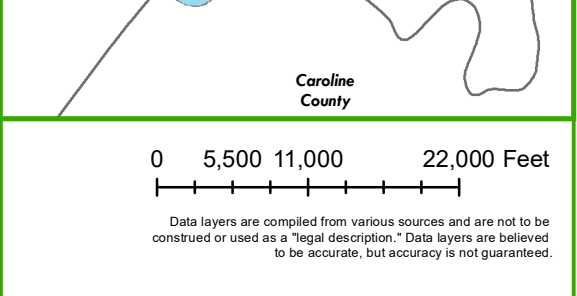 Caroline
County
0 5,500 11,000 22,000 Feet
Data layers are compiled from various sources and are not to be
construed or used as a "legal description." Data layers are believed
to be accurate, but accuracy is not guaranteed.